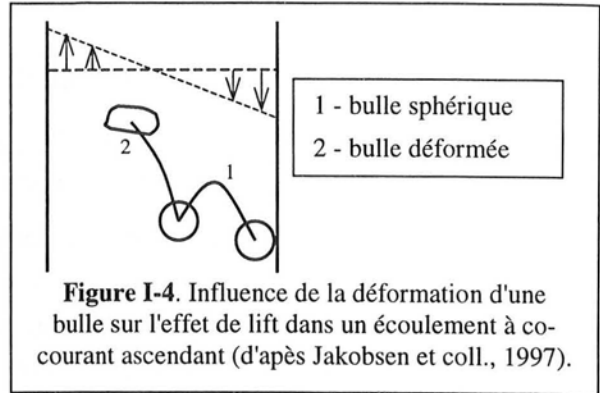 2
1
1 - bulle sphérique
2 - bulle déformée
Figure I-4. Influence de la déformation d'une
bulle sur l'effet de lift dans un écoulement à co-
courant ascendant (d'après Jakobsen et coll., 1997).